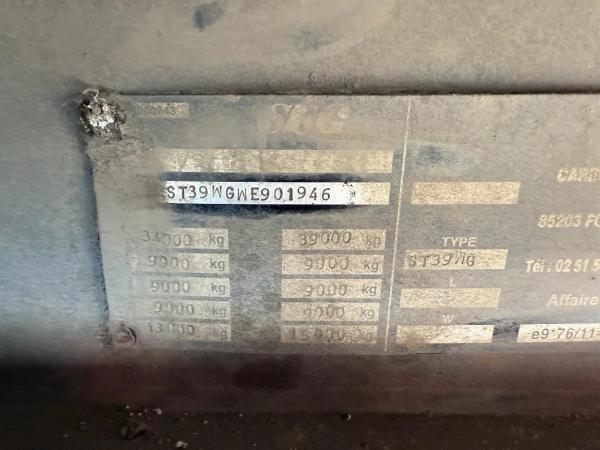 ST39WGWE901946
34000 kg 39000 kg
TYPE
9000 kg 9000 kg ST39WG
L
9000 kg 9000 kg
9000 kg 9000 kg
W
13000 kg 15000 kg
CARR
85203 FO
Tél: 02 51 5
Affaire
e9*76/11